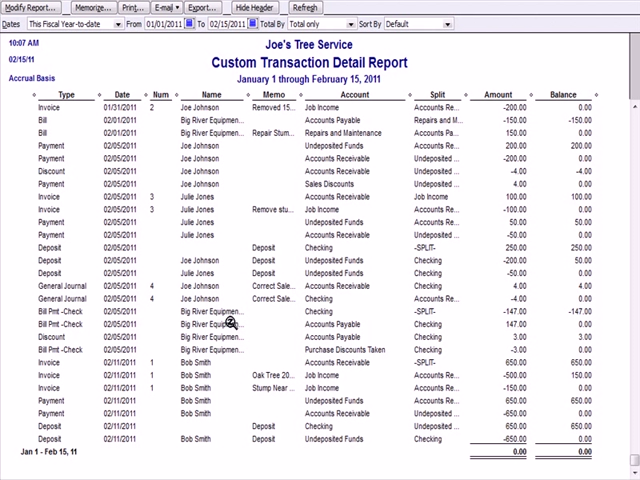 Modify Report... Memorize... Print... E-mail Export... Hide Header Refresh
Dates This Fiscal Year-to-date From 01/01/2011 To 02/15/2011 Total By Total only Sort By Default
10:07 AM Joe's Tree Service
02/15/11 Custom Transaction Detail Report
Accrual Basis January 1 through February 15, 2011
Type Date Num Name Memo Account Split Amount Balance
Invoice 01/31/2011 2 Joe Johnson Removed 15... Job Income Accounts Re... -200.00 0.00
Bill 02/01/2011 Big River Equipmen... Accounts Payable Repairs and M... -150.00 -150.00
Bill 02/01/2011 Big River Equipmen... Repair Stum... Repairs and Maintenance Accounts Pa... 150.00 0.00
Payment 02/05/2011 Joe Johnson Undeposited Funds Accounts Re... 200.00 200.00
Payment 02/05/2011 Joe Johnson Accounts Receivable Undeposited ... -200.00 0.00
Discount 02/05/2011 Joe Johnson Accounts Receivable Undeposited ... -4.00 -4.00
Payment 02/05/2011 Joe Johnson Sales Discounts Undeposited ... 4.00 0.00
Invoice 02/05/2011 3 Julie Jones Accounts Receivable Job Income 100.00 100.00
Invoice 02/05/2011 3 Julie Jones Remove stu... Job Income Accounts Re... -100.00 0.00
Payment 02/05/2011 Julie Jones Undeposited Funds Accounts Re... 50.00 50.00
Payment 02/05/2011 Julie Jones Accounts Receivable Undeposited ... -50.00 0.00
Deposit 02/05/2011 Deposit Checking -SPLIT- 250.00 250.00
Deposit 02/05/2011 Joe Johnson Deposit Undeposited Funds Checking -200.00 50.00
Deposit 02/05/2011 Julie Jones Deposit Undeposited Funds Checking -50.00 0.00
General Journal 02/05/2011 4 Joe Johnson Correct Sale... Accounts Receivable Checking 4.00 4.00
General Journal 02/05/2011 4 Joe Johnson Correct Sale... Checking Accounts Re... -4.00 0.00
Bill Pmt -Check 02/05/2011 Big River Equipmen... Checking -SPLIT- -147.00 -147.00
Bill Pmt -Check 02/05/2011 Big River Equipmen... Accounts Payable Checking 147.00 0.00
Discount 02/05/2011 Big River Equipmen... Accounts Payable Checking 3.00 3.00
Bill Pmt -Check 02/05/2011 Big River Equipmen... Purchase Discounts Taken Checking -3.00 0.00
Invoice 02/11/2011 1 Bob Smith Accounts Receivable -SPLIT- 650.00 650.00
Invoice 02/11/2011 1 Bob Smith Oak Tree 20... Job Income Accounts Re... -500.00 150.00
Invoice 02/11/2011 1 Bob Smith Stump Near ... Job Income Accounts Re... -150.00 0.00
Payment 02/11/2011 Bob Smith Undeposited Funds Accounts Re... 650.00 650.00
Payment 02/11/2011 Bob Smith Accounts Receivable Undeposited ... -650.00 0.00
Deposit 02/11/2011 Deposit Checking Undeposited ... 650.00 650.00
Deposit 02/11/2011 Bob Smith Deposit Undeposited Funds Checking -650.00 0.00
Jan 1 - Feb 15, 11 0.00 0.00